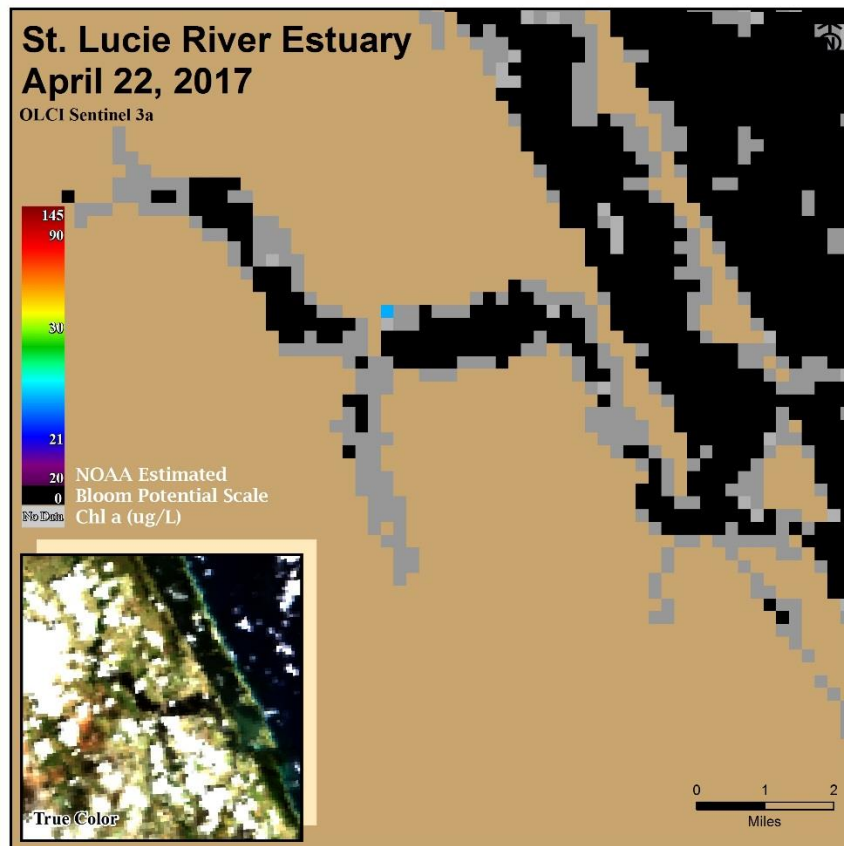 St. Lucie River Estuary
April 22, 2017
OLCI Sentinel 3a
N
145
90
30
21
20
0
No Data
NOAA Estimated
Bloom Potential Scale
Chl a (ug/L)
True Color
0 1 2
Miles